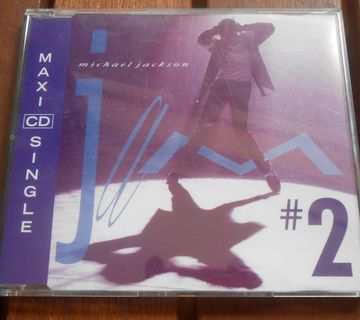 MAXI CD SINGLE
michael jackson
jam
#2